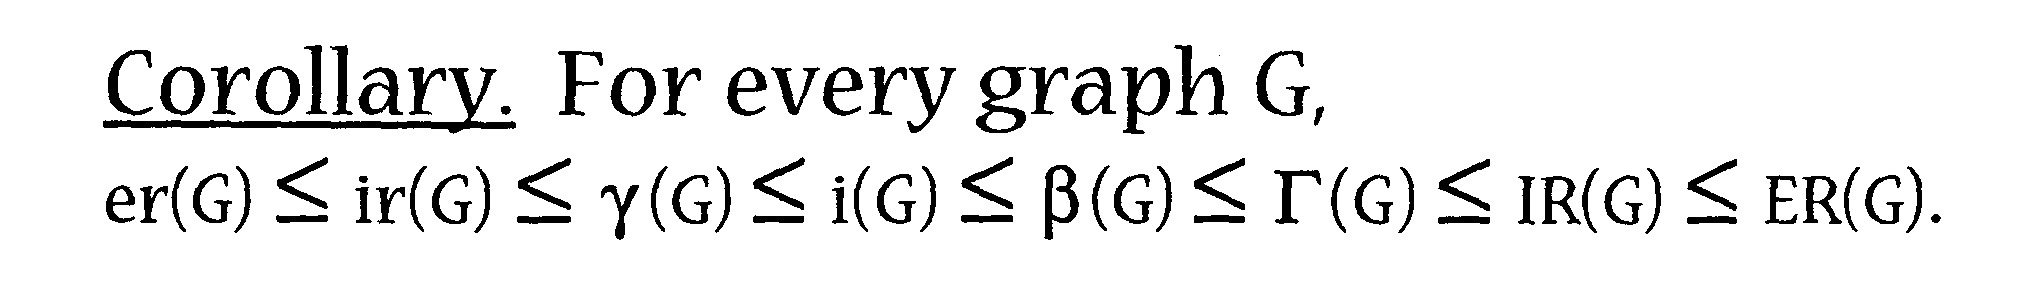 Corollary. For every graph G,
er(G) ≤ ir(G) ≤ γ(G) ≤ i(G) ≤ β(G) ≤ Γ(G) ≤ IR(G) ≤ ER(G).